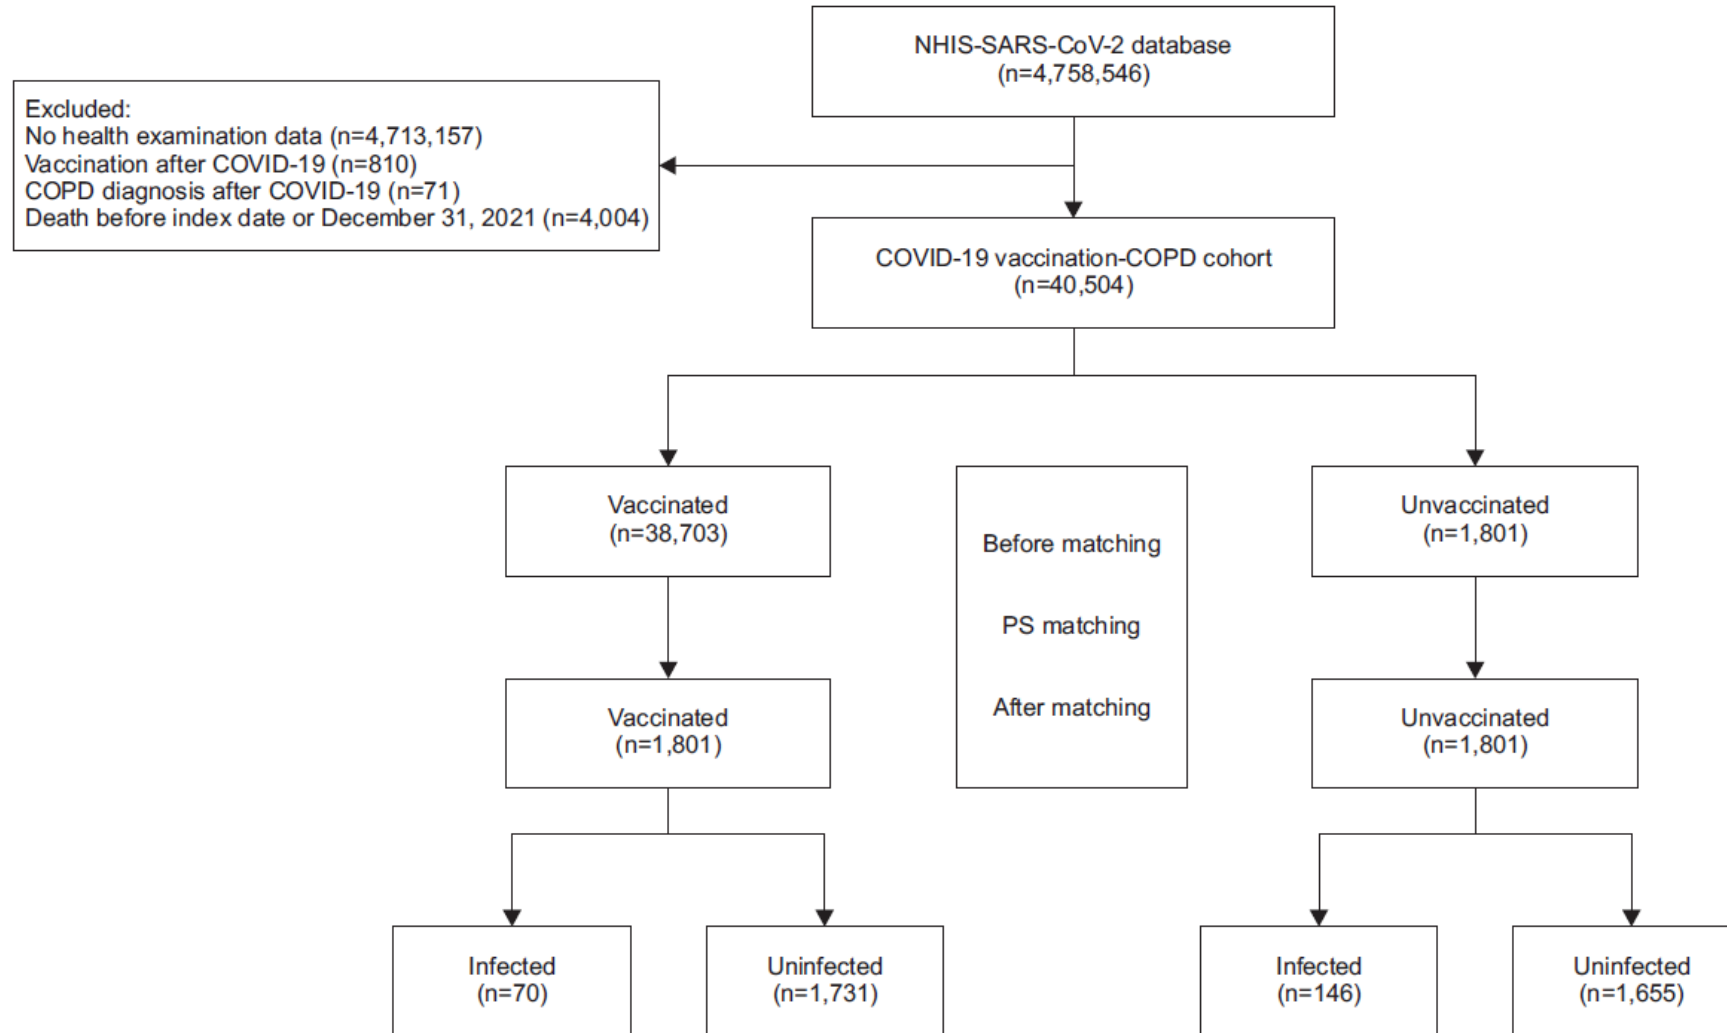 NHIS-SARS-CoV-2 database
(n=4,758,546)
Excluded:
No health examination data (n=4,713,157)
Vaccination after COVID-19 (n=810)
COPD diagnosis after COVID-19 (n=71)
Death before index date or December 31, 2021 (n=4,004)
COVID-19 vaccination-COPD cohort
(n=40,504)
Vaccinated
(n=38,703)
Before matching
PS matching
After matching
Unvaccinated
(n=1,801)
Vaccinated
(n=1,801)
Unvaccinated
(n=1,801)
Infected
(n=70)
Uninfected
(n=1,731)
Infected
(n=146)
Uninfected
(n=1,655)